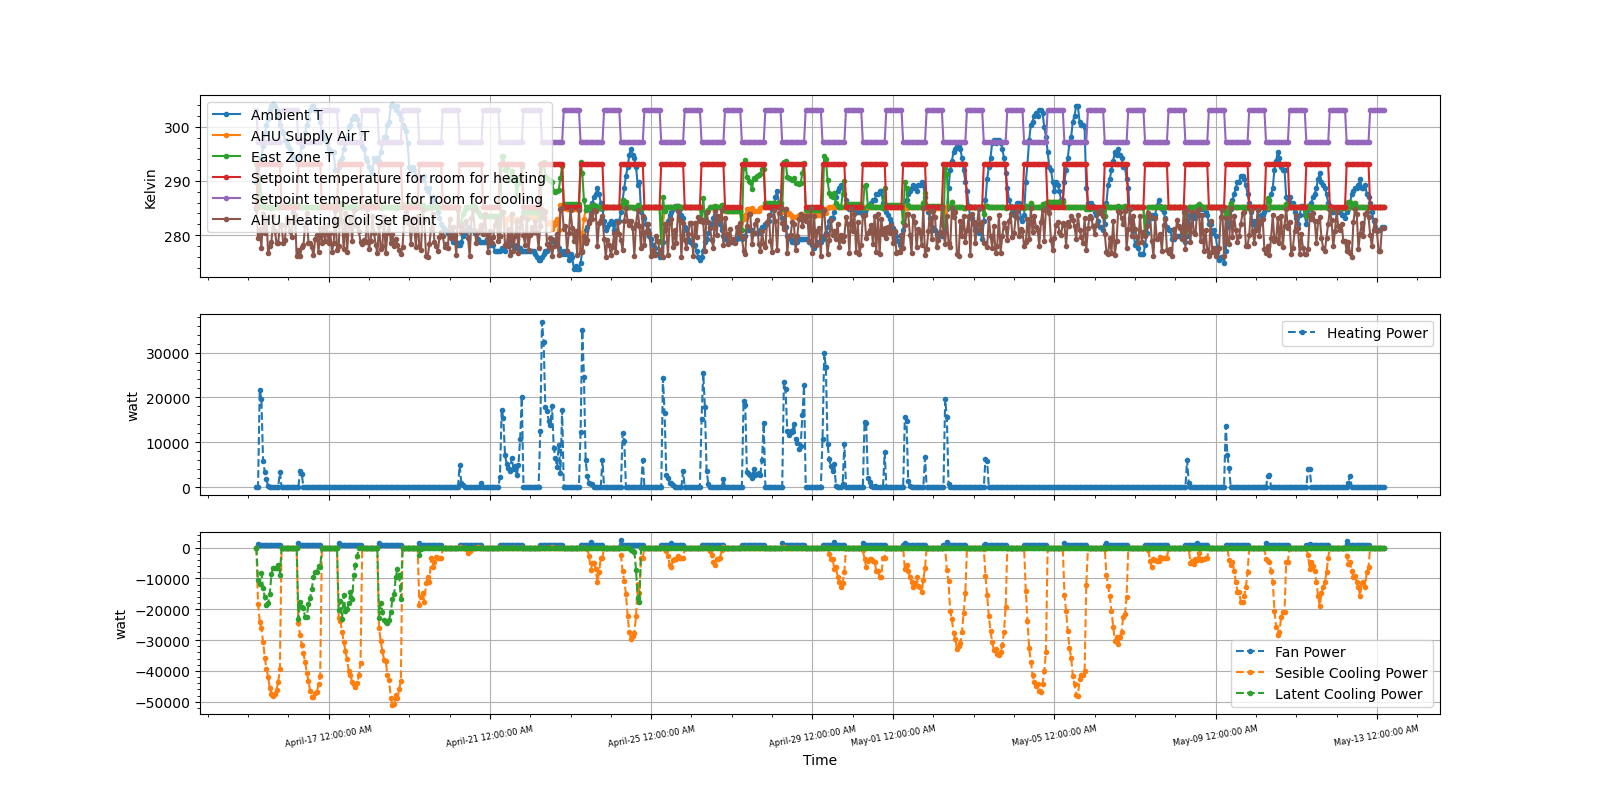 Kelvin
300
290
280
Ambient T
AHU Supply Air T
East Zone T
Setpoint temperature for room for heating
Setpoint temperature for room for cooling
AHU Heating Coil Set Point
watt
30000
20000
10000
0
Heating Power
watt
0
−10000
−20000
−30000
−40000
−50000
Fan Power
Sesible Cooling Power
Latent Cooling Power
April-17 12:00:00 AM
April-21 12:00:00 AM
April-25 12:00:00 AM
April-29 12:00:00 AM
May-01 12:00:00 AM
May-05 12:00:00 AM
May-09 12:00:00 AM
May-13 12:00:00 AM
Time